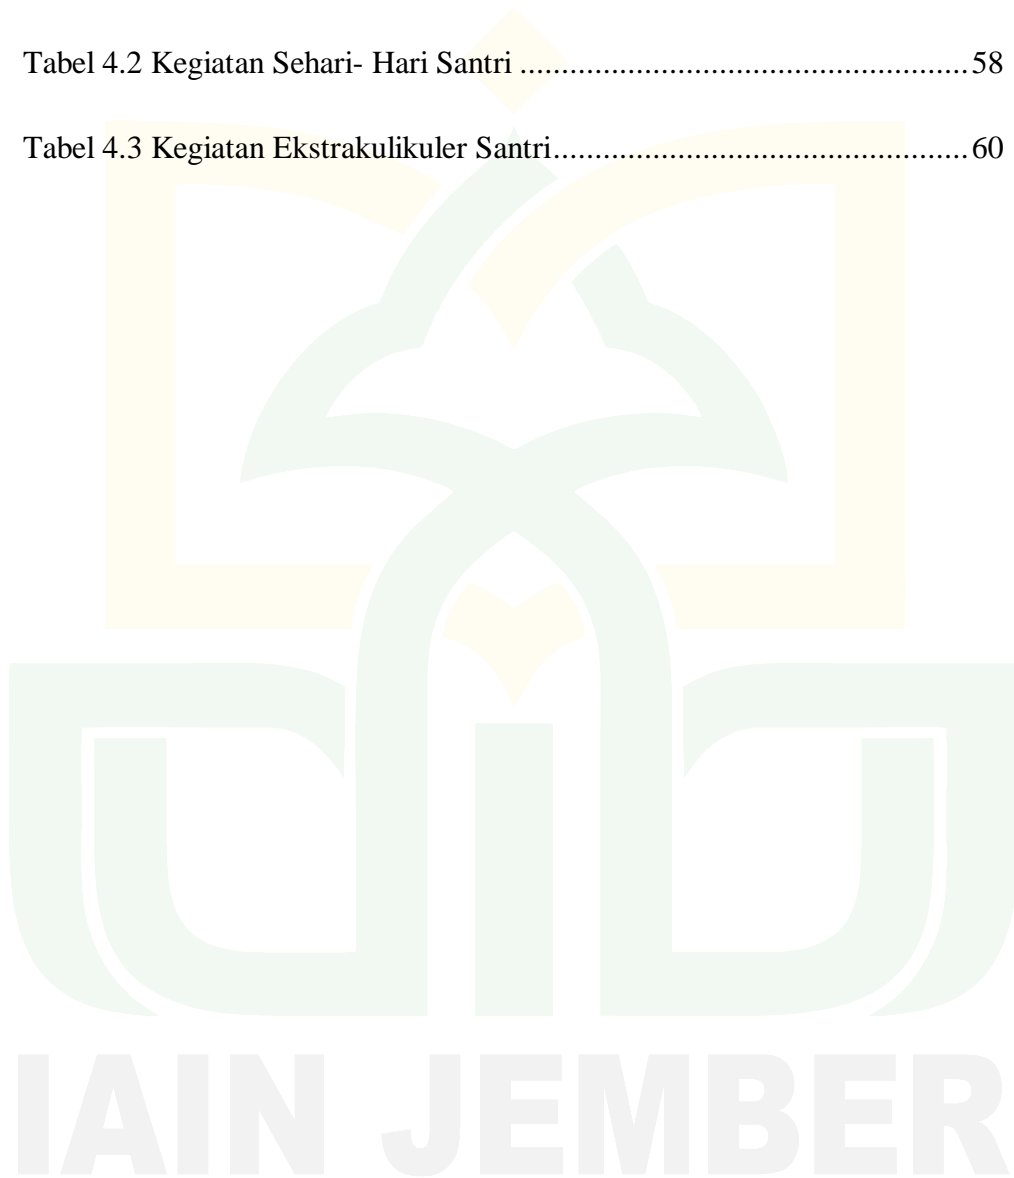 Tabel 4.2 Kegiatan Sehari- Hari Santri ......................................................58
Tabel 4.3 Kegiatan Ekstrakulikuler Santri..................................................60
IAIN JEMBER